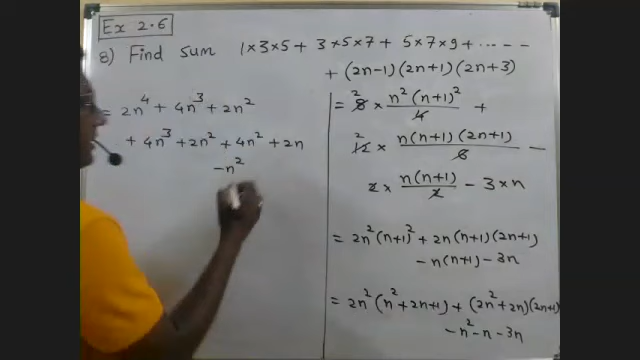 Ex 2.6
8) Find sum 1×3×5 + 3×5×7 + 5×7×9 + ......
+ (2n-1)(2n+1)(2n+3)
= 2n⁴ + 4n³ + 2n²
+ 4n³ + 2n² + 4n² + 2n
-n²
= 8 2 × n²(n+1)²/4 +
12 2 × n(n+1)(2n+1)/6 -
2 × n(n+1)/2 - 3×n
= 2n²(n+1)² + 2n(n+1)(2n+1)
-n(n+1) - 3n
= 2n²(n²+2n+1) + (2n²+2n)(2n+1)
-n²-n-3n